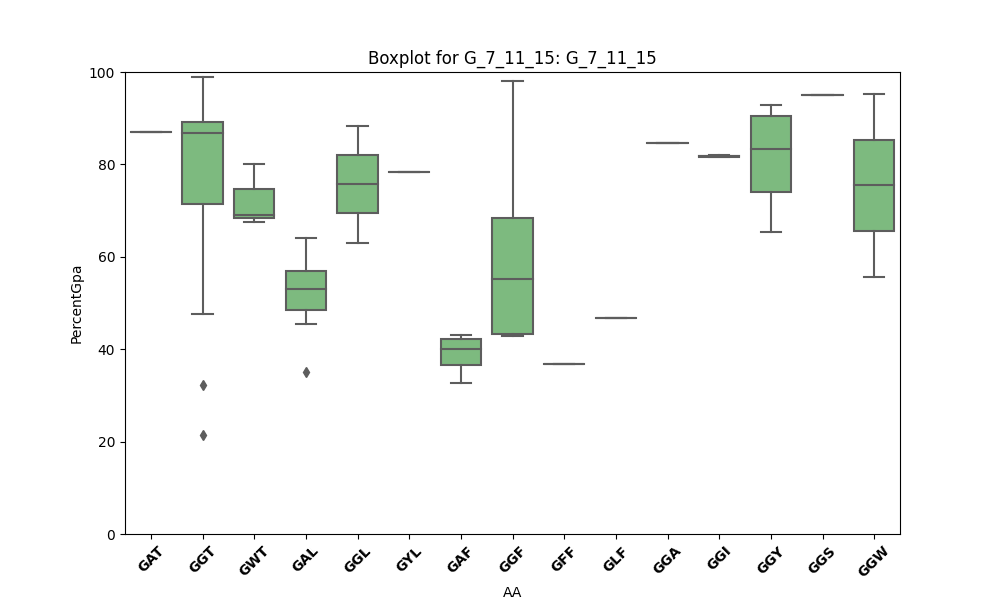 Boxplot for G_7_11_15: G_7_11_15
PercentGpa
100
80
60
40
20
0
GAT
GGT
GWT
GAL
GGL
GYL
GAF
GGF
GFF
GLF
GGA
GGI
GGY
GGS
GGW
AA